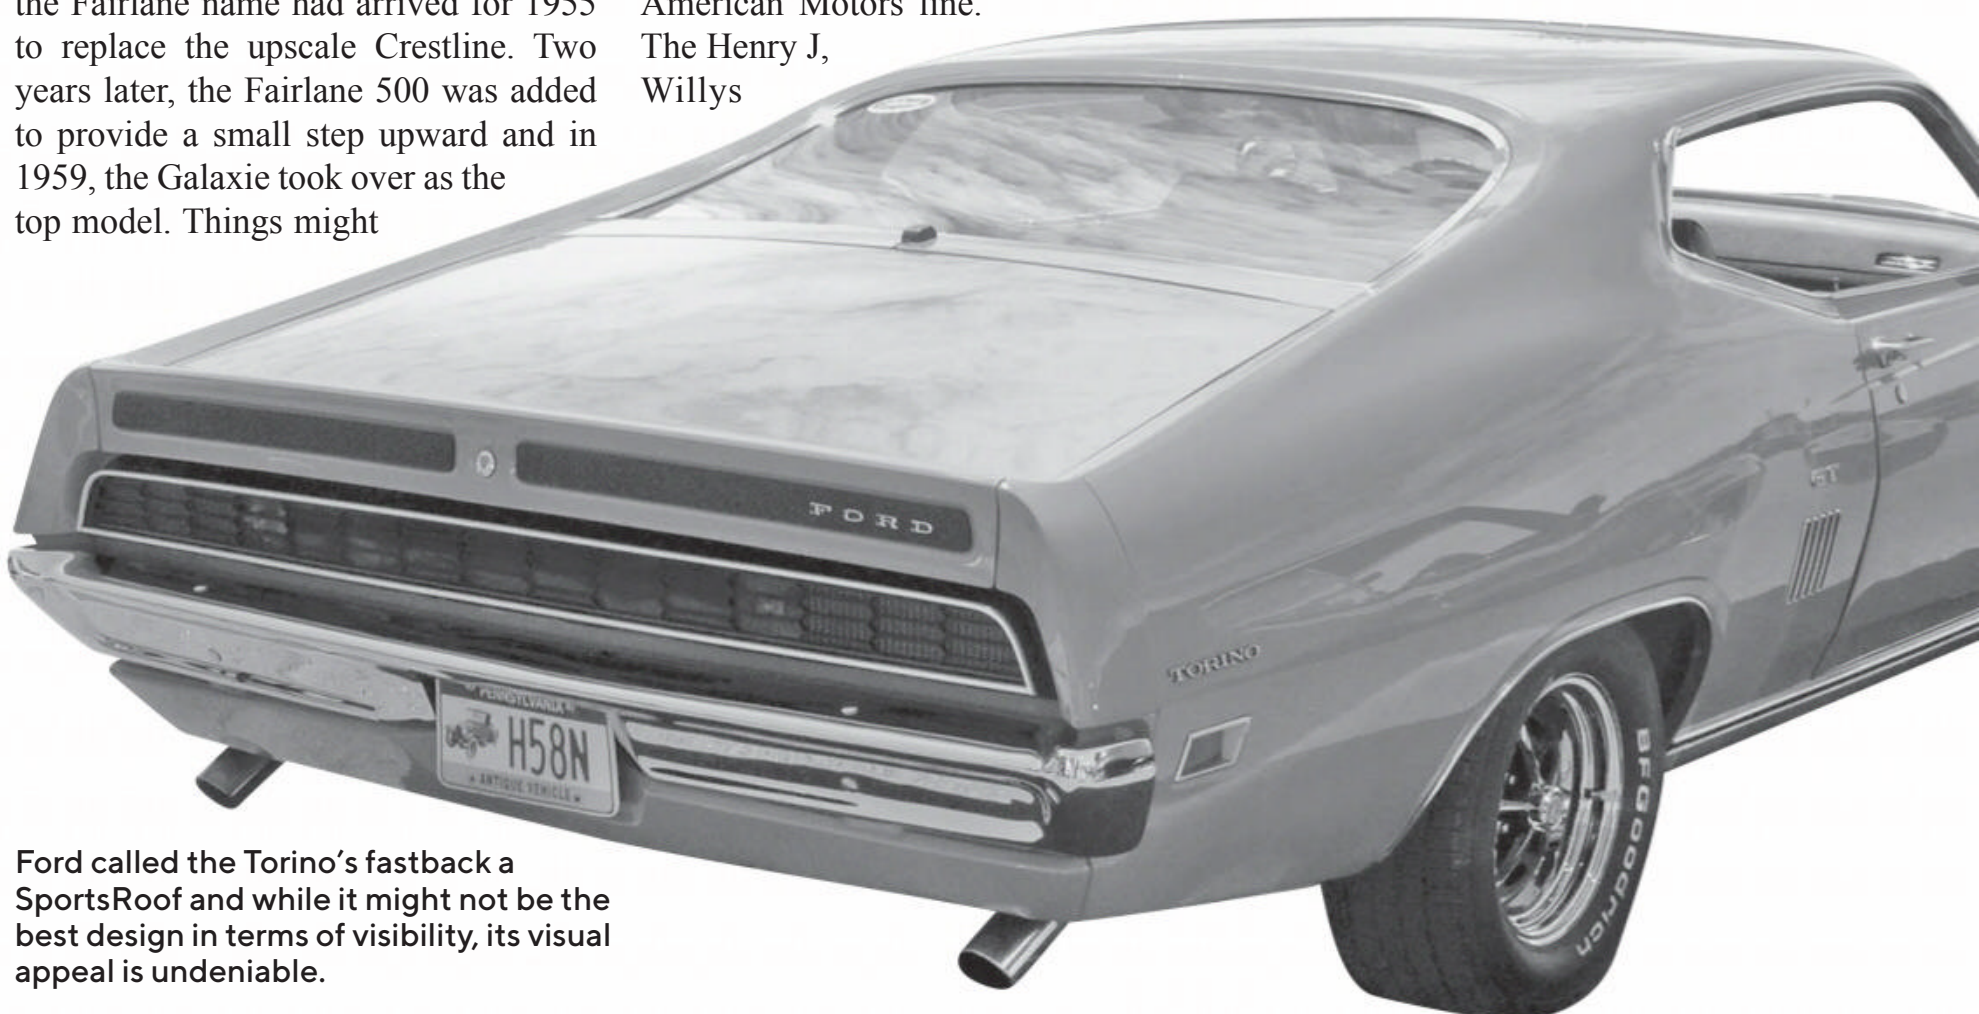 the Fairlane name had arrived for 1955
to replace the upscale Crestline. Two
years later, the Fairlane 500 was added
to provide a small step upward and in
1959, the Galaxie took over as the
top model. Things might
American Motors line.
The Henry J,
Willys
FORD
GT
TORINO
PENNSYLVANIA
H58N
ANTIQUE VEHICLE
BFGoodrich
Ford called the Torino’s fastback a
SportsRoof and while it might not be the
best design in terms of visibility, its visual
appeal is undeniable.